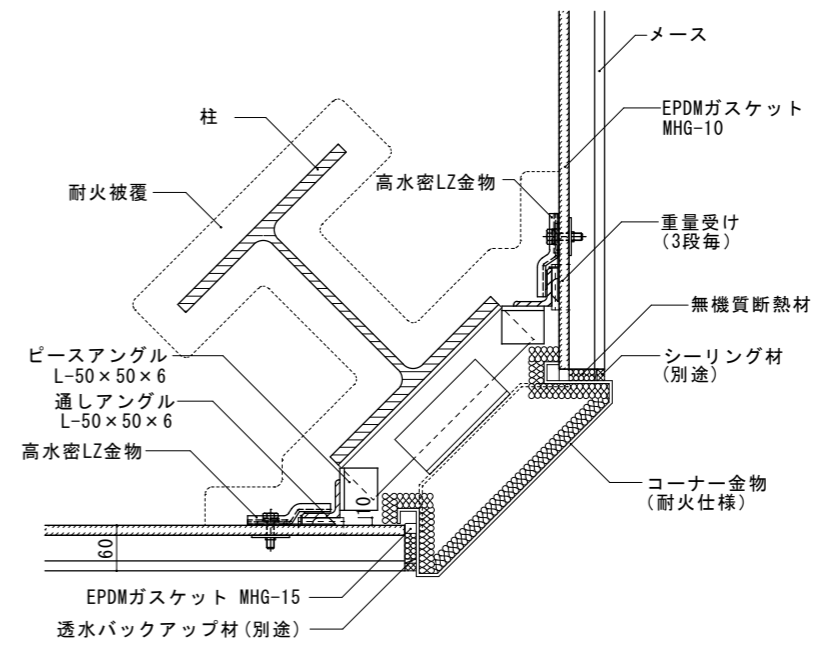 メース
柱
EPDMガスケット
MHG-10
高水密LZ金物
耐火被覆
重量受け
(3段毎)
無機質断熱材
ピースアングル
L-50×50×6
シーリング材
(別途)
通しアングル
L-50×50×6
高水密LZ金物
コーナー金物
(耐火仕様)
10
60
EPDMガスケット MHG-15
透水バックアップ材(別途)